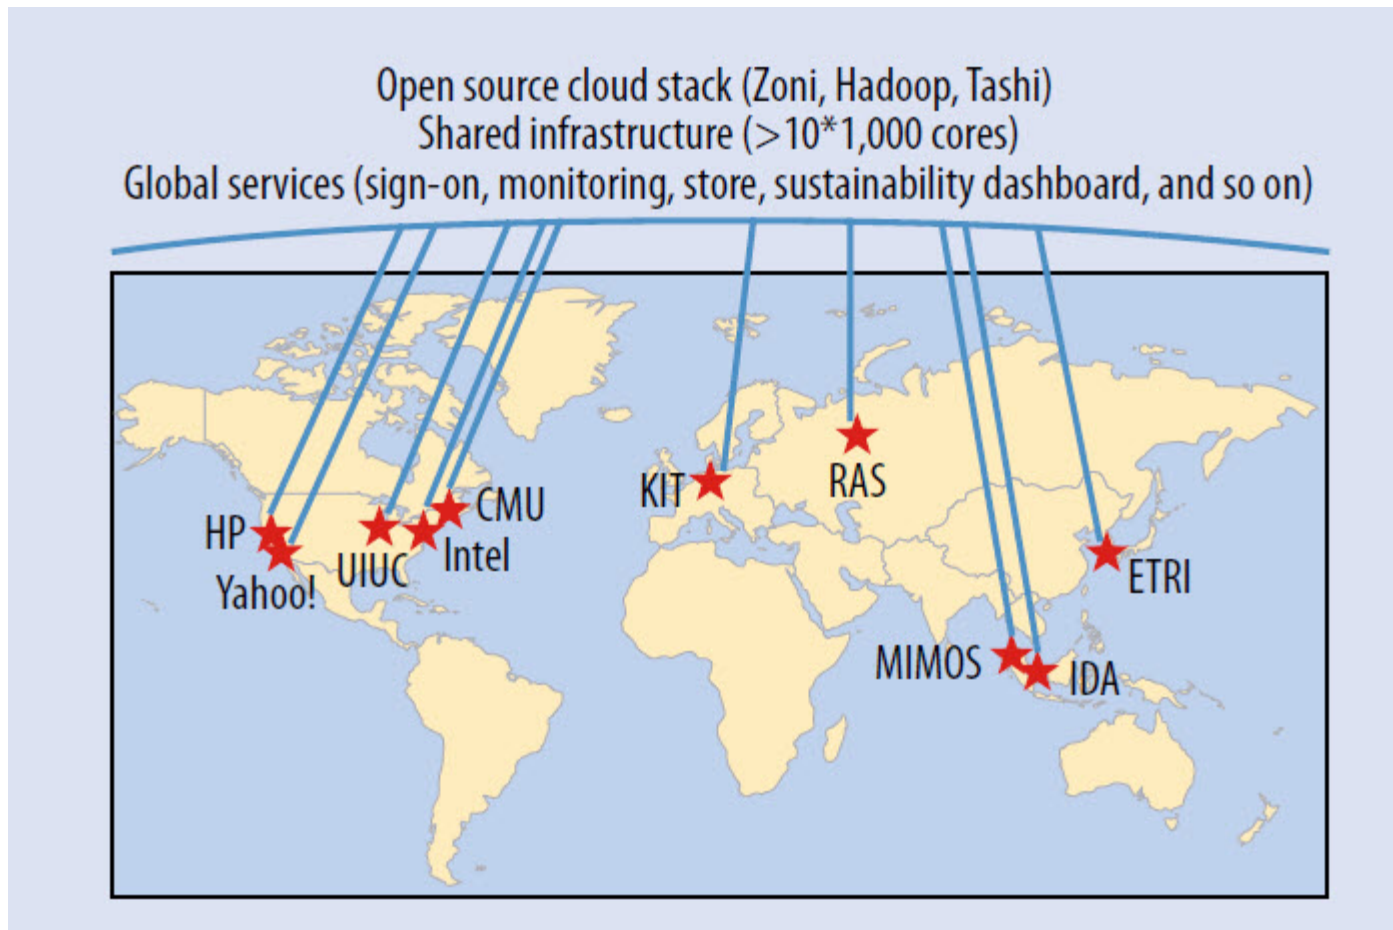 Open source cloud stack (Zoni, Hadoop, Tashi)
Shared infrastructure (>10*1,000 cores)
Global services (sign-on, monitoring, store, sustainability dashboard, and so on)
HP
Yahoo!
UIUC
CMU
Intel
KIT
RAS
ETRI
MIMOS
IDA